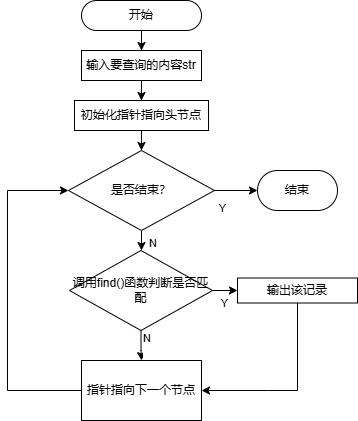 开始
输入要查询的内容str
初始化指针指向头节点
是否结束？
Y
结束
N
调用find()函数判断是否匹
配
Y
输出该记录
N
指针指向下一个节点